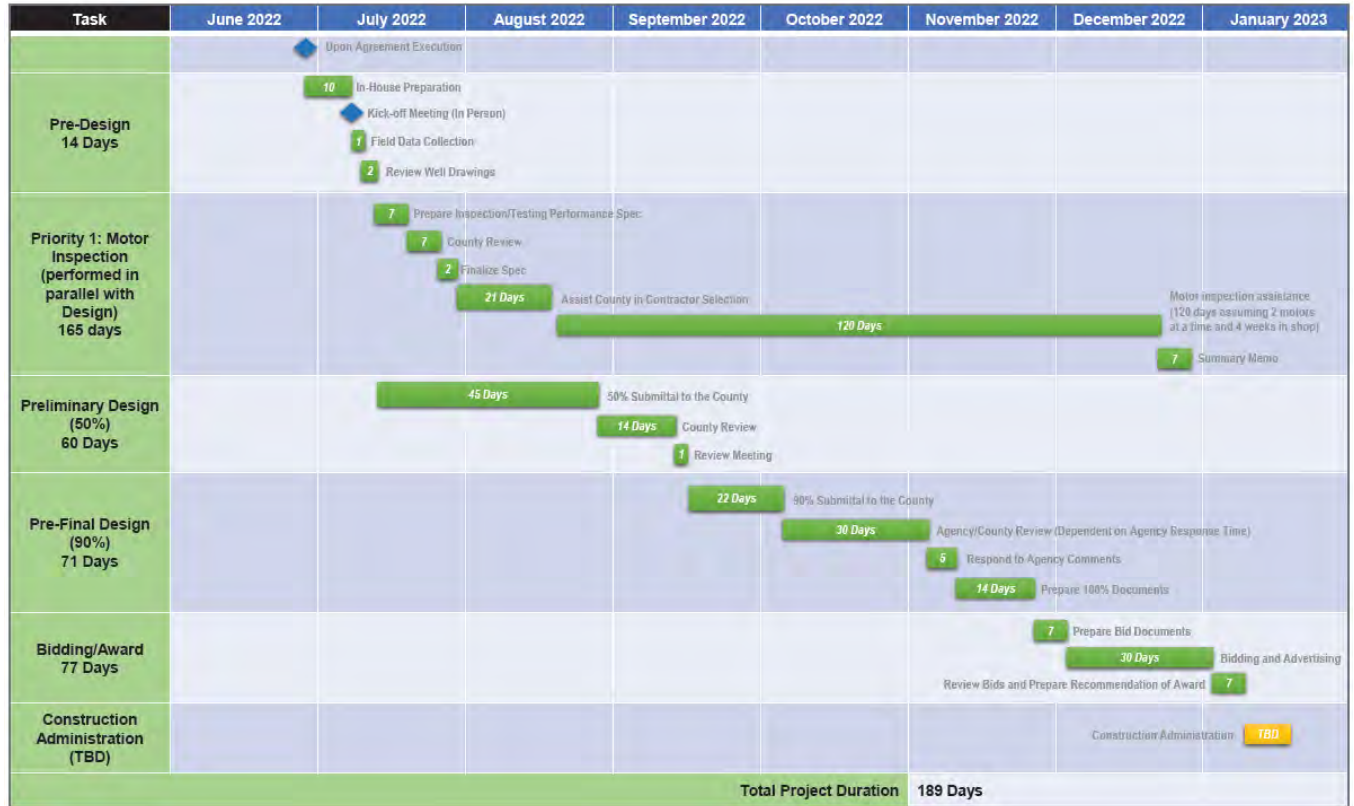 Task June 2022 July 2022 August 2022 September 2022 October 2022 November 2022 December 2022 January 2023
Upon Agreement Execution
Pre-Design
14 Days
10 In-House Preparation
Kick-off Meeting (In Person)
1 Field Data Collection
2 Review Well Drawings
Priority 1: Motor
Inspection
(performed in
parallel with
Design)
165 days
7 Prepare Inspection/Testing Performance Spec.
7 County Review
2 Finalize Spec
21 Days Assist County in Contractor Selection
120 Days
Motor inspection assistance
(120 days assuming 2 motors
at a time and 4 weeks in shop)
7 Summary Memo
Preliminary Design
(50%)
60 Days
45 Days 50% Submittal to the County
14 Days County Review
1 Review Meeting
Pre-Final Design
(90%)
71 Days
22 Days 90% Submittal to the County
30 Days Agency/County Review (Dependent on Agency Response Time)
5 Respond to Agency Comments
14 Days Prepare 100% Documents
Bidding/Award
77 Days
7 Prepare Bid Documents
30 Days Bidding and Advertising
Review Bids and Prepare Recommendation of Award 7
Construction
Administration
(TBD)
Construction Administration TBD
Total Project Duration 189 Days